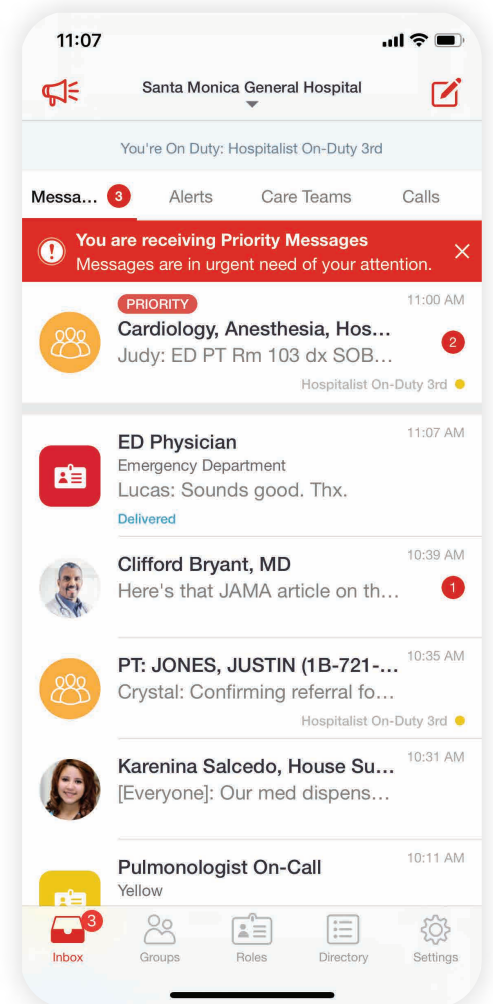 11:07
Santa Monica General Hospital
You're On Duty: Hospitalist On-Duty 3rd
Messa... 3 Alerts Care Teams Calls
You are receiving Priority Messages
Messages are in urgent need of your attention.
PRIORITY 11:00 AM
Cardiology, Anesthesia, Hos...
Judy: ED PT Rm 103 dx SOB... 2
Hospitalist On-Duty 3rd
ED Physician 11:07 AM
Emergency Department
Lucas: Sounds good. Thx.
Delivered
Clifford Bryant, MD 10:39 AM
Here's that JAMA article on th... 1
PT: JONES, JUSTIN (1B-721-... 10:35 AM
Crystal: Confirming referral fo...
Hospitalist On-Duty 3rd
Karenina Salcedo, House Su... 10:31 AM
[Everyone]: Our med dispens...
Pulmonologist On-Call 10:11 AM
Yellow
3
Inbox Groups Roles Directory Settings